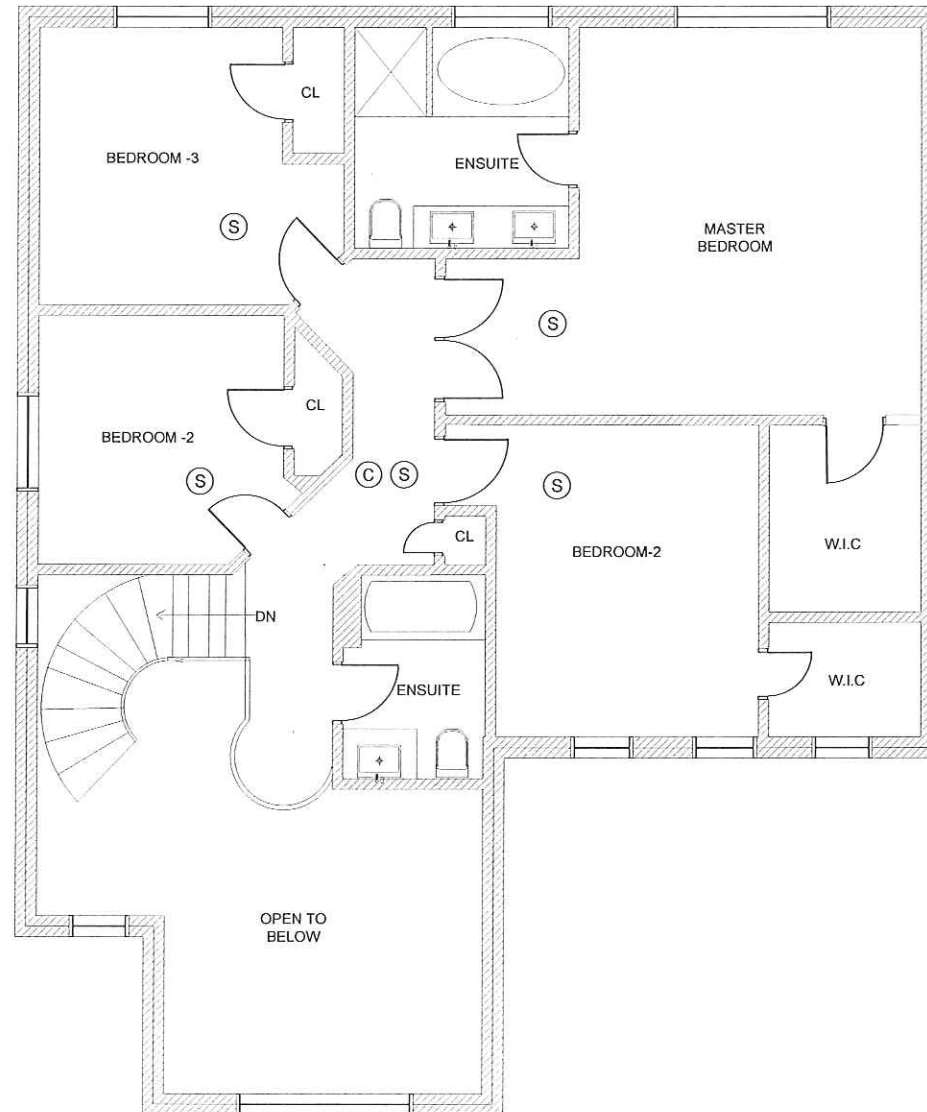 CL
BEDROOM -3
ENSUITE
S
MASTER
BEDROOM
S
CL
BEDROOM -2
S
C S
S
CL
BEDROOM-2
W.I.C
DN
ENSUITE
W.I.C
OPEN TO
BELOW